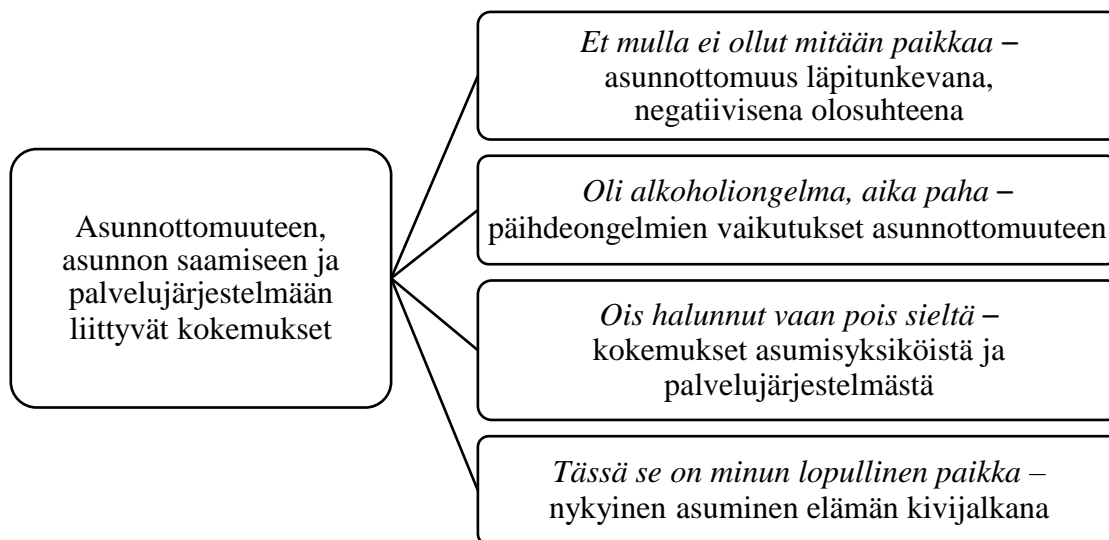 Asunnottomuuteen,
asunnon saamiseen ja
palvelujärjestelmään
liittyvät kokemukset
Et mulla ei ollut mitään paikkaa –
asunnottomuus läpitunkevana,
negatiivisena olosuhteena
Oli alkoholiongelma, aika paha –
päihdeongelmien vaikutukset asunnottomuuteen
Ois halunnut vaan pois sieltä –
kokemukset asumisyksiköistä ja
palvelujärjestelmästä
Tässä se on minun lopullinen paikka –
nykyinen asuminen elämän kivijalkana